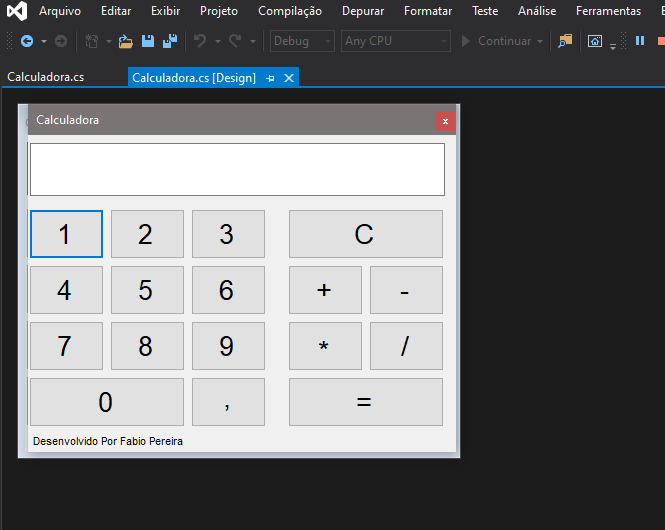 Arquivo Editar Exibir Projeto Compilação Depurar Formatar Teste Análise Ferramentas
Debug Any CPU Continuar
Calculadora.cs Calculadora.cs [Design]
Calculadora x
1 2 3 C
4 5 6 + -
7 8 9 * /
0 , =
Desenvolvido Por Fabio Pereira